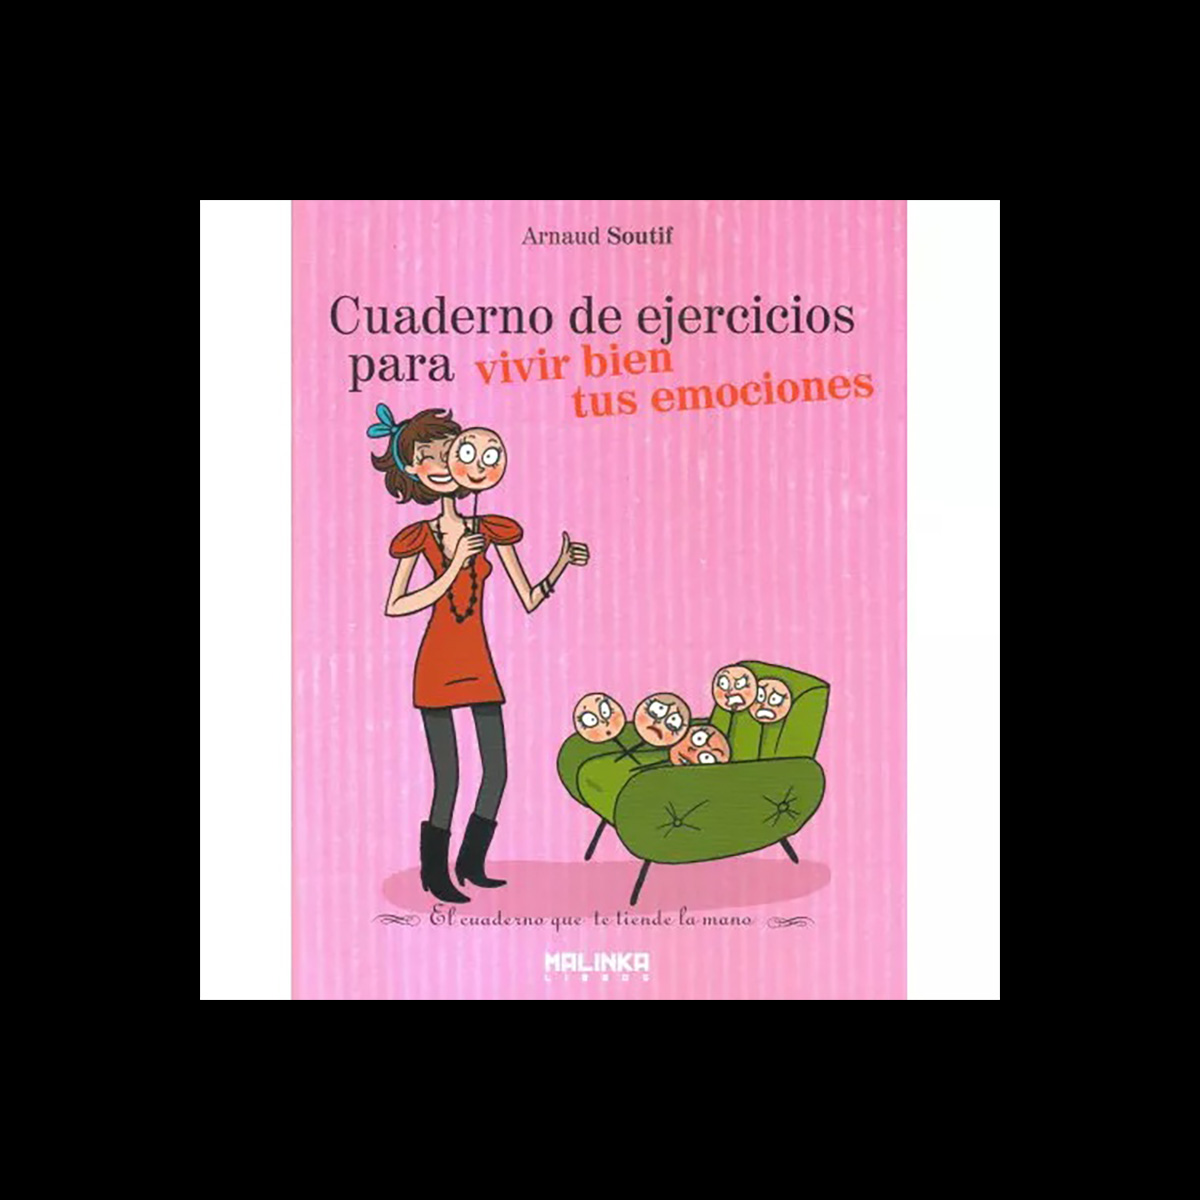 Arnaud Soutif
Cuaderno de ejercicios
para vivir bien
tus emociones
El cuaderno que te tiende la mano
MALINKA
LIBROS